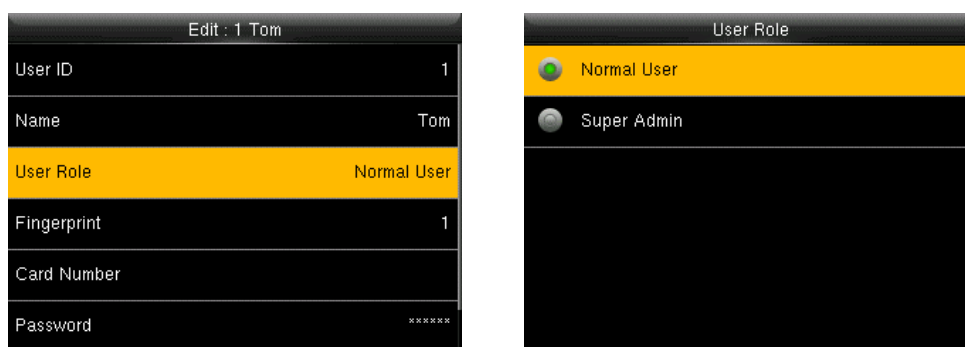 Edit : 1 Tom
User ID 1
Name Tom
User Role Normal User
Fingerprint 1
Card Number
Password ******
User Role
Normal User
Super Admin